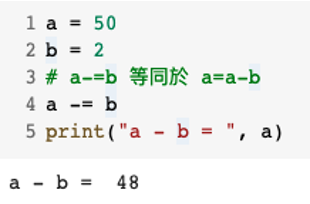 1 a = 50
2 b = 2
3 # a-=b 等同於 a=a-b
4 a -= b
5 print("a - b = ", a)
a - b =  48